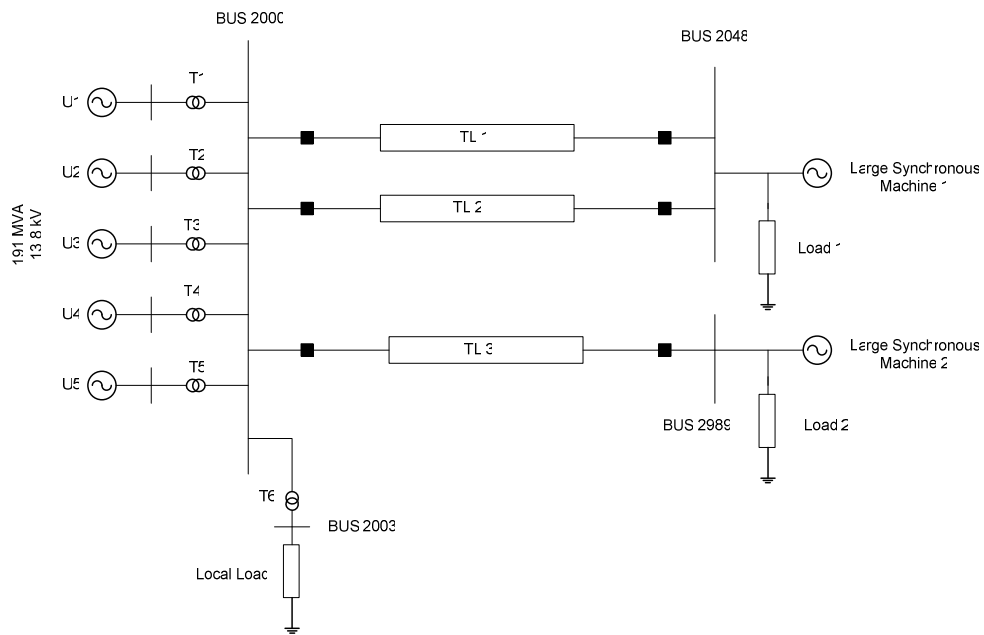 BUS 2000
BUS 2048
T1
U1
TL 1
T2
U2
Large Synchronous
Machine 1
TL 2
191 MVA
13.8 kV
T3
U3
Load 1
T4
U4
TL 3
Large Synchronous
Machine 2
T5
U5
BUS 2989
Load 2
T6
BUS 2003
Local Load